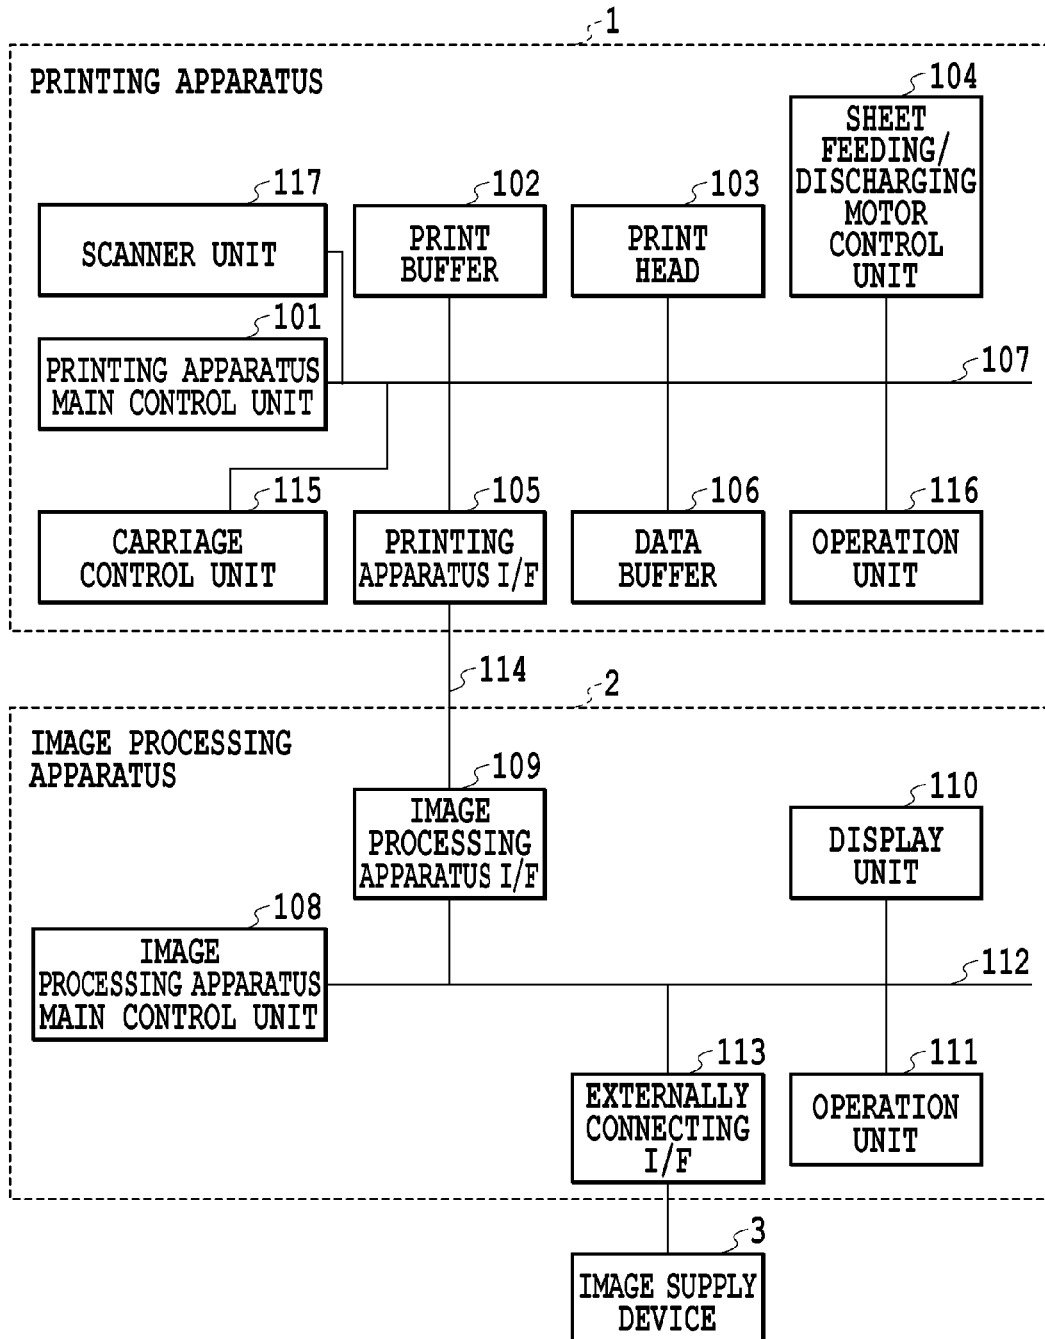 1
PRINTING APPARATUS
104
SHEET
FEEDING/
DISCHARGING
MOTOR
CONTROL
UNIT
117
SCANNER UNIT
102
PRINT
BUFFER
103
PRINT
HEAD
101
PRINTING APPARATUS
MAIN CONTROL UNIT
107
115
CARRIAGE
CONTROL UNIT
105
PRINTING
APPARATUS I/F
106
DATA
BUFFER
116
OPERATION
UNIT
114
2
IMAGE PROCESSING
APPARATUS
109
IMAGE
PROCESSING
APPARATUS I/F
110
DISPLAY
UNIT
108
IMAGE
PROCESSING APPARATUS
MAIN CONTROL UNIT
112
113
EXTERNALLY
CONNECTING
I/F
111
OPERATION
UNIT
3
IMAGE SUPPLY
DEVICE